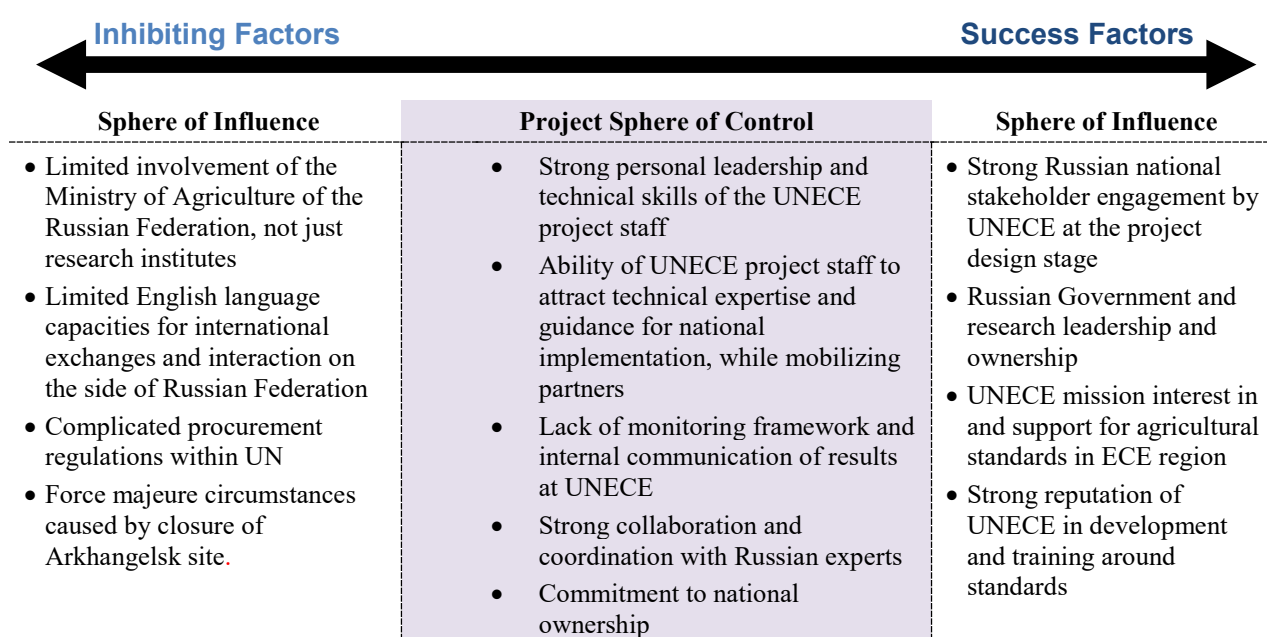 Inhibiting Factors
Success Factors
Sphere of Influence
• Limited involvement of the
Ministry of Agriculture of the
Russian Federation, not just
research institutes
• Limited English language
capacities for international
exchanges and interaction on
the side of Russian Federation
• Complicated procurement
regulations within UN
• Force majeure circumstances
caused by closure of
Arkhangelsk site.
Project Sphere of Control
• Strong personal leadership and
technical skills of the UNECE
project staff
• Ability of UNECE project staff to
attract technical expertise and
guidance for national
implementation, while mobilizing
partners
• Lack of monitoring framework and
internal communication of results
at UNECE
• Strong collaboration and
coordination with Russian experts
• Commitment to national
ownership
Sphere of Influence
• Strong Russian national
stakeholder engagement by
UNECE at the project
design stage
• Russian Government and
research leadership and
ownership
• UNECE mission interest in
and support for agricultural
standards in ECE region
• Strong reputation of
UNECE in development
and training around
standards